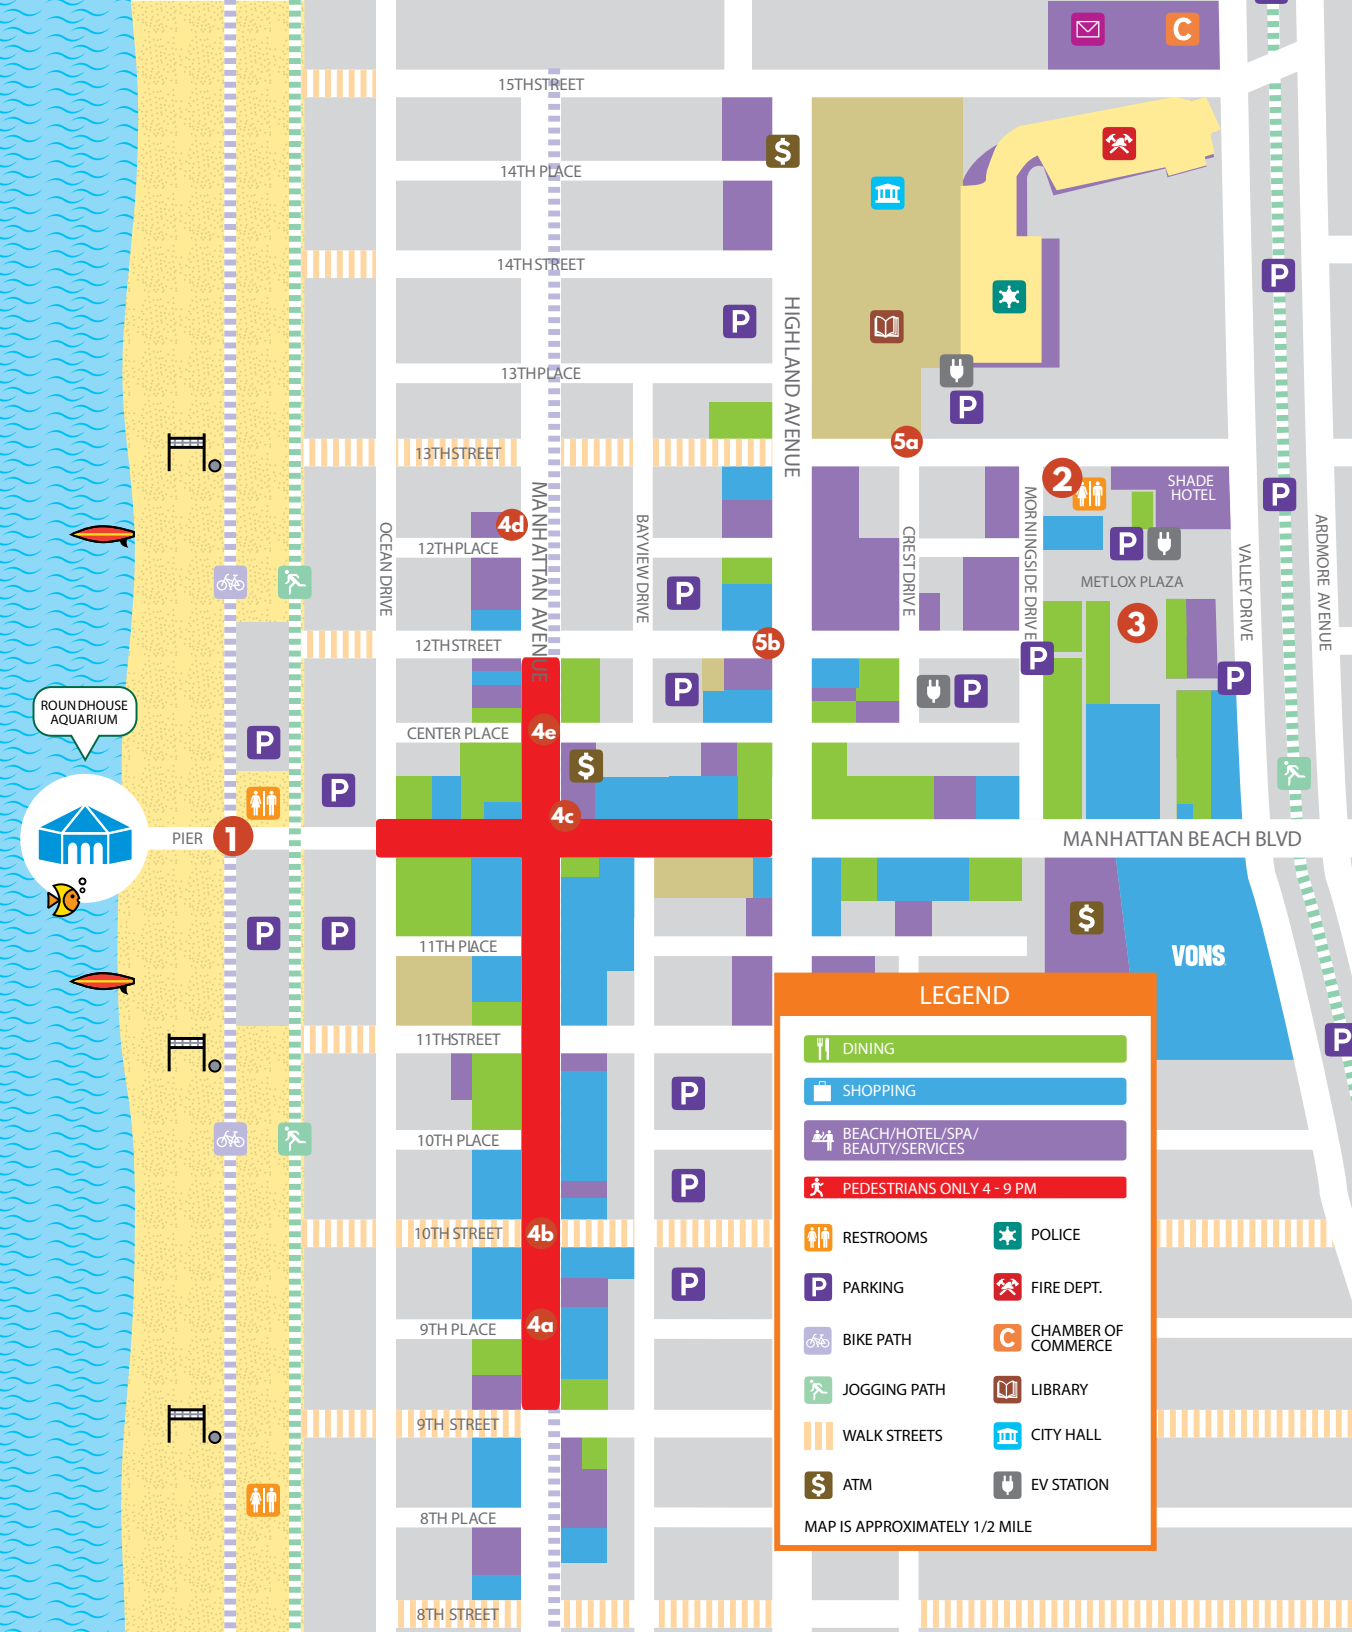 C
15THSTREET
$
14TH PLACE
14THSTREET
P
P
HIGHLAND AVENUE
13THPLACE
P
5a
13THSTREET
2
SHADE
HOTEL
P
MANHATTAN AVENUE
4d
OCEAN DRIVE
BAYVIEW DRIVE
CREST DRIVE
MORNINGSIDE DRIVE
VALLEY DRIVE
ARDMORE AVENUE
12THPLACE
P
METLOX PLAZA
P
3
12THSTREET
5b
P
P
P
P
ROUNDHOUSE
AQUARIUM
CENTER PLACE
4e
P
$
P
4c
PIER
1
MANHATTAN BEACH BLVD
$
P
P
11TH PLACE
VONS
11THSTREET
P
P
10TH PLACE
P
10TH STREET
4b
P
9TH PLACE
4a
9TH STREET
8TH PLACE
8TH STREET
LEGEND
DINING
SHOPPING
BEACH/HOTEL/SPA/
BEAUTY/SERVICES
PEDESTRIANS ONLY 4 - 9 PM
RESTROOMS
POLICE
P PARKING
FIRE DEPT.
BIKE PATH
C CHAMBER OF
COMMERCE
JOGGING PATH
LIBRARY
WALK STREETS
CITY HALL
$ ATM
EV STATION
MAP IS APPROXIMATELY 1/2 MILE